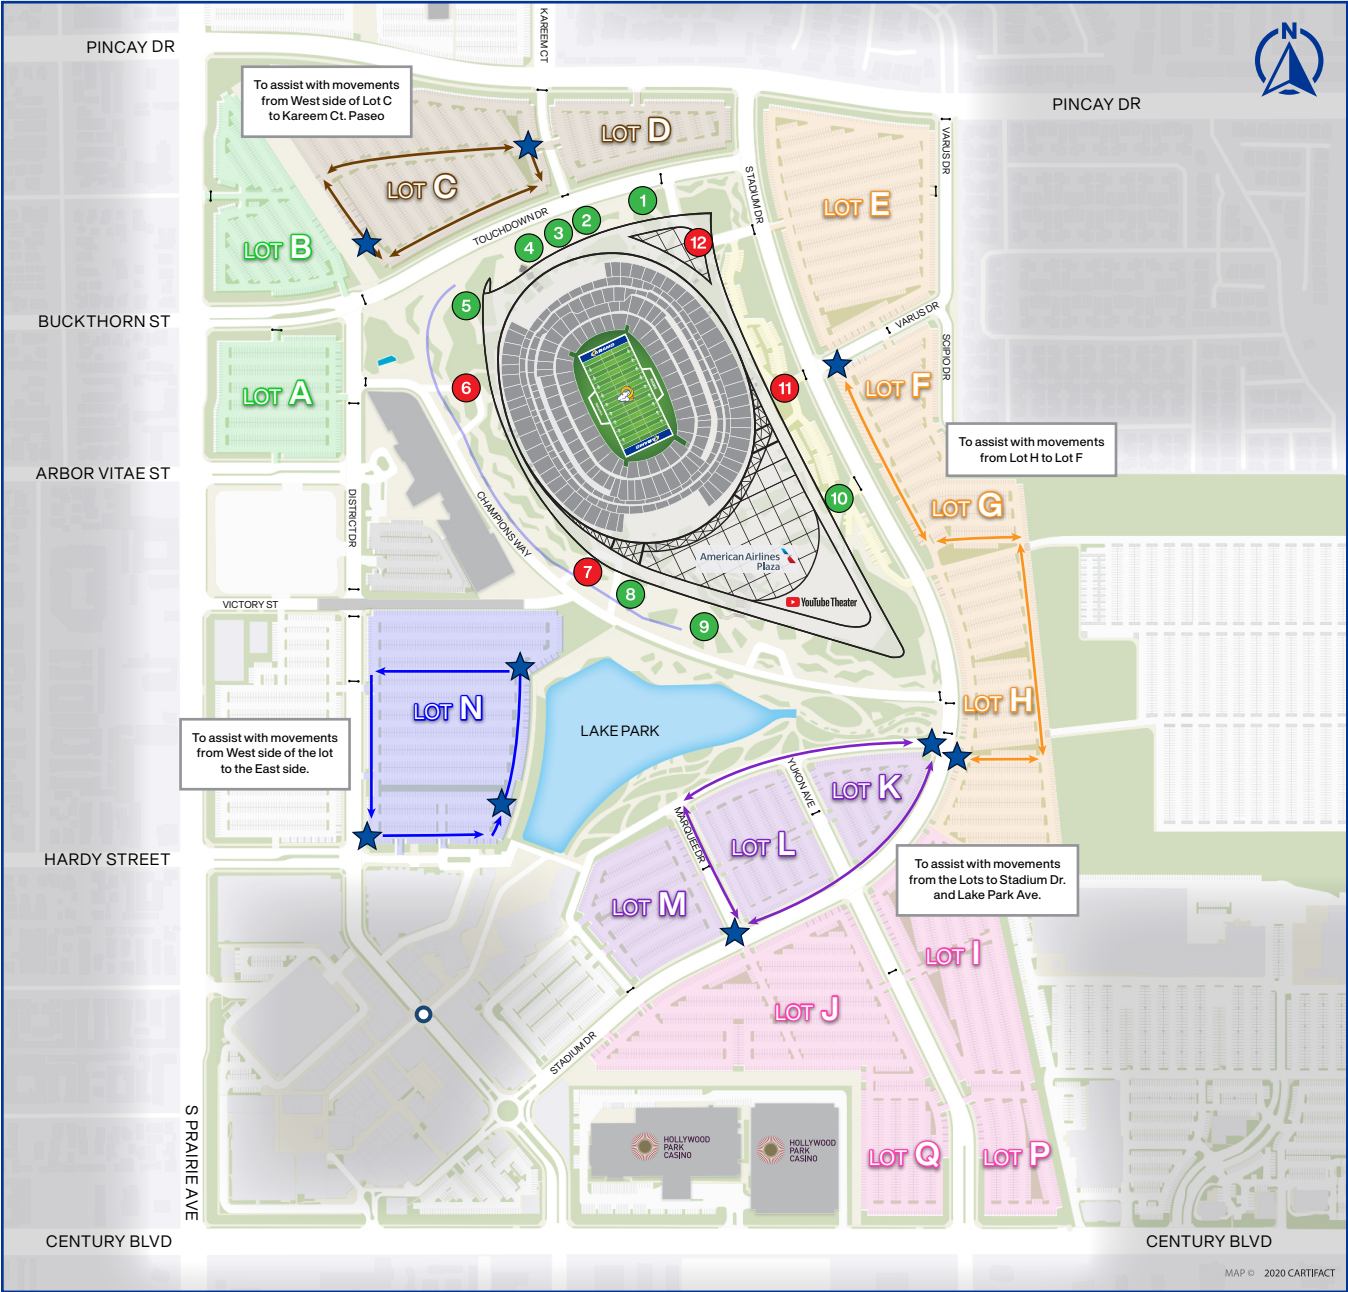 PINCAY DR
KAREEM CT
N
To assist with movements
from West side of Lot C
to Kareem Ct. Paseo
PINCAY DR
LOT D
VARUS DR
LOT C
STADIUM DR
LOT E
1
TOUCHDOWN DR
2
3
4
12
LOT B
5
BUCKTHORN ST
VARUS DR
SCIPIO DR
LOT A
6
11
LOT F
To assist with movements
from Lot H to Lot F
ARBOR VITAE ST
DISTRICT DR
CHAMPIONS WAY
10
LOT G
American Airlines
Plaza
7
8
YouTube Theater
VICTORY ST
9
LOT N
LOT H
LAKE PARK
To assist with movements
from West side of the lot
to the East side.
YUKON AVE
LOT K
MARQUEE DR
LOT L
HARDY STREET
To assist with movements
from the Lots to Stadium Dr.
and Lake Park Ave.
LOT M
LOT I
LOT J
STADIUM DR
S PRAIRIE AVE
HOLLYWOOD
PARK
CASINO
HOLLYWOOD
PARK
CASINO
LOT Q
LOT P
CENTURY BLVD
CENTURY BLVD
MAP © 2020 CARTIFACT